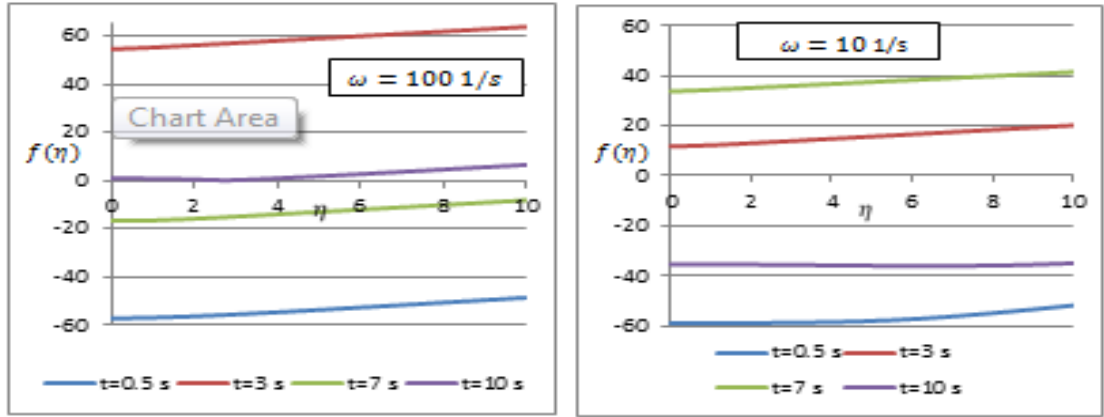 60
40
20
0
-20
-40
-60
f(η)
ω = 100 1/s
Chart Area
0 2 4 6 8 10
η
t=0.5 s t=3 s t=7 s t=10 s
60
40
20
0
-20
-40
-60
f(η)
ω = 10 1/s
0 2 4 6 8 10
η
t=0.5 s t=3 s
t=7 s t=10 s